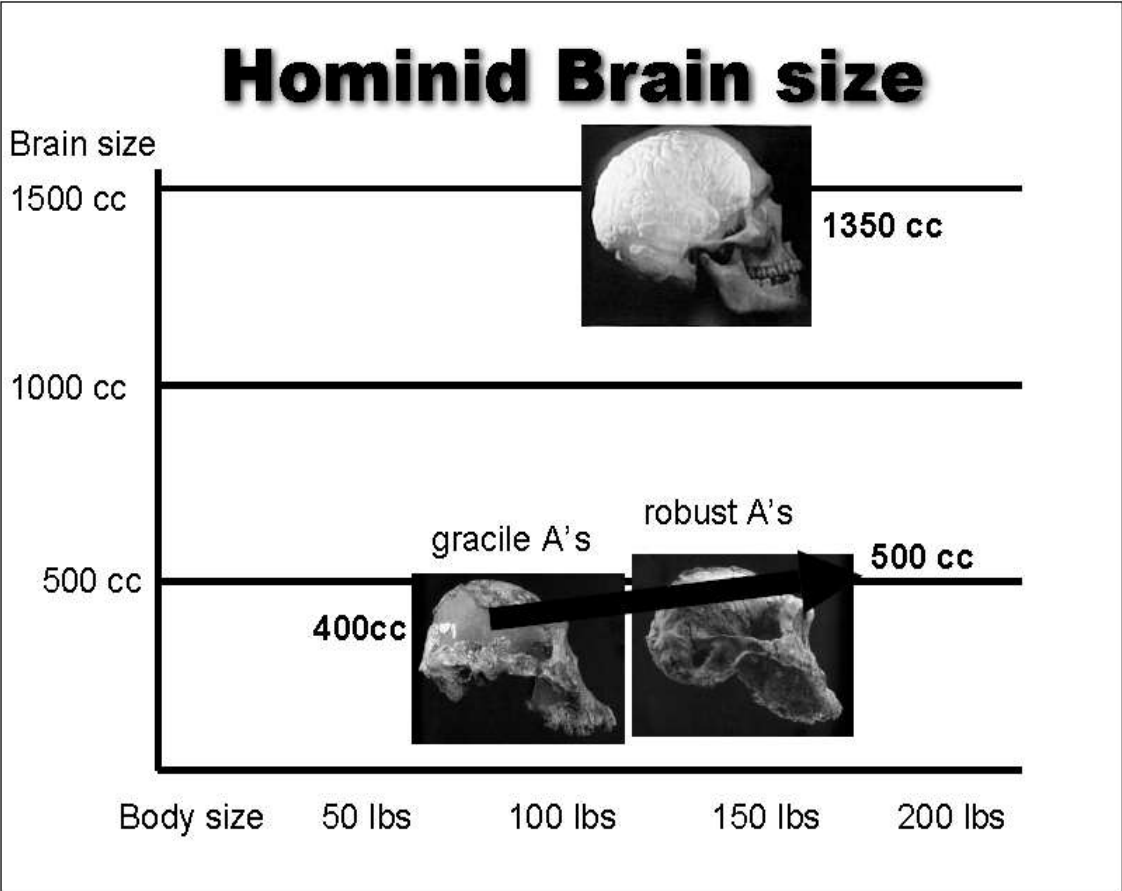 Hominid Brain size
Brain size
1500 cc
1350 cc
1000 cc
robust A's
gracile A's
500 cc
500 cc
400cc
Body size 50 lbs 100 lbs 150 lbs 200 lbs